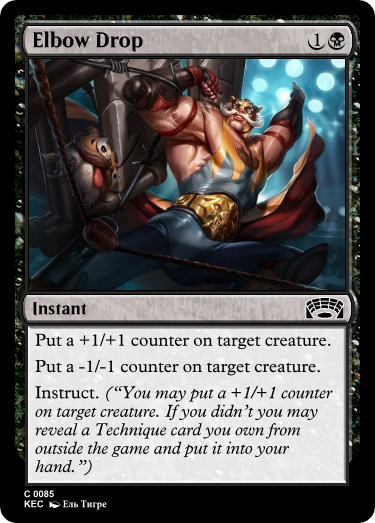 Elbow Drop 1
Instant
Put a +1/+1 counter on target creature.
Put a -1/-1 counter on target creature.
Instruct. (“You may put a +1/+1 counter
on target creature. If you didn’t you may
reveal a Technique card you own from
outside the game and put it into your
hand.”)
C 0085
KEC Ель Тигре